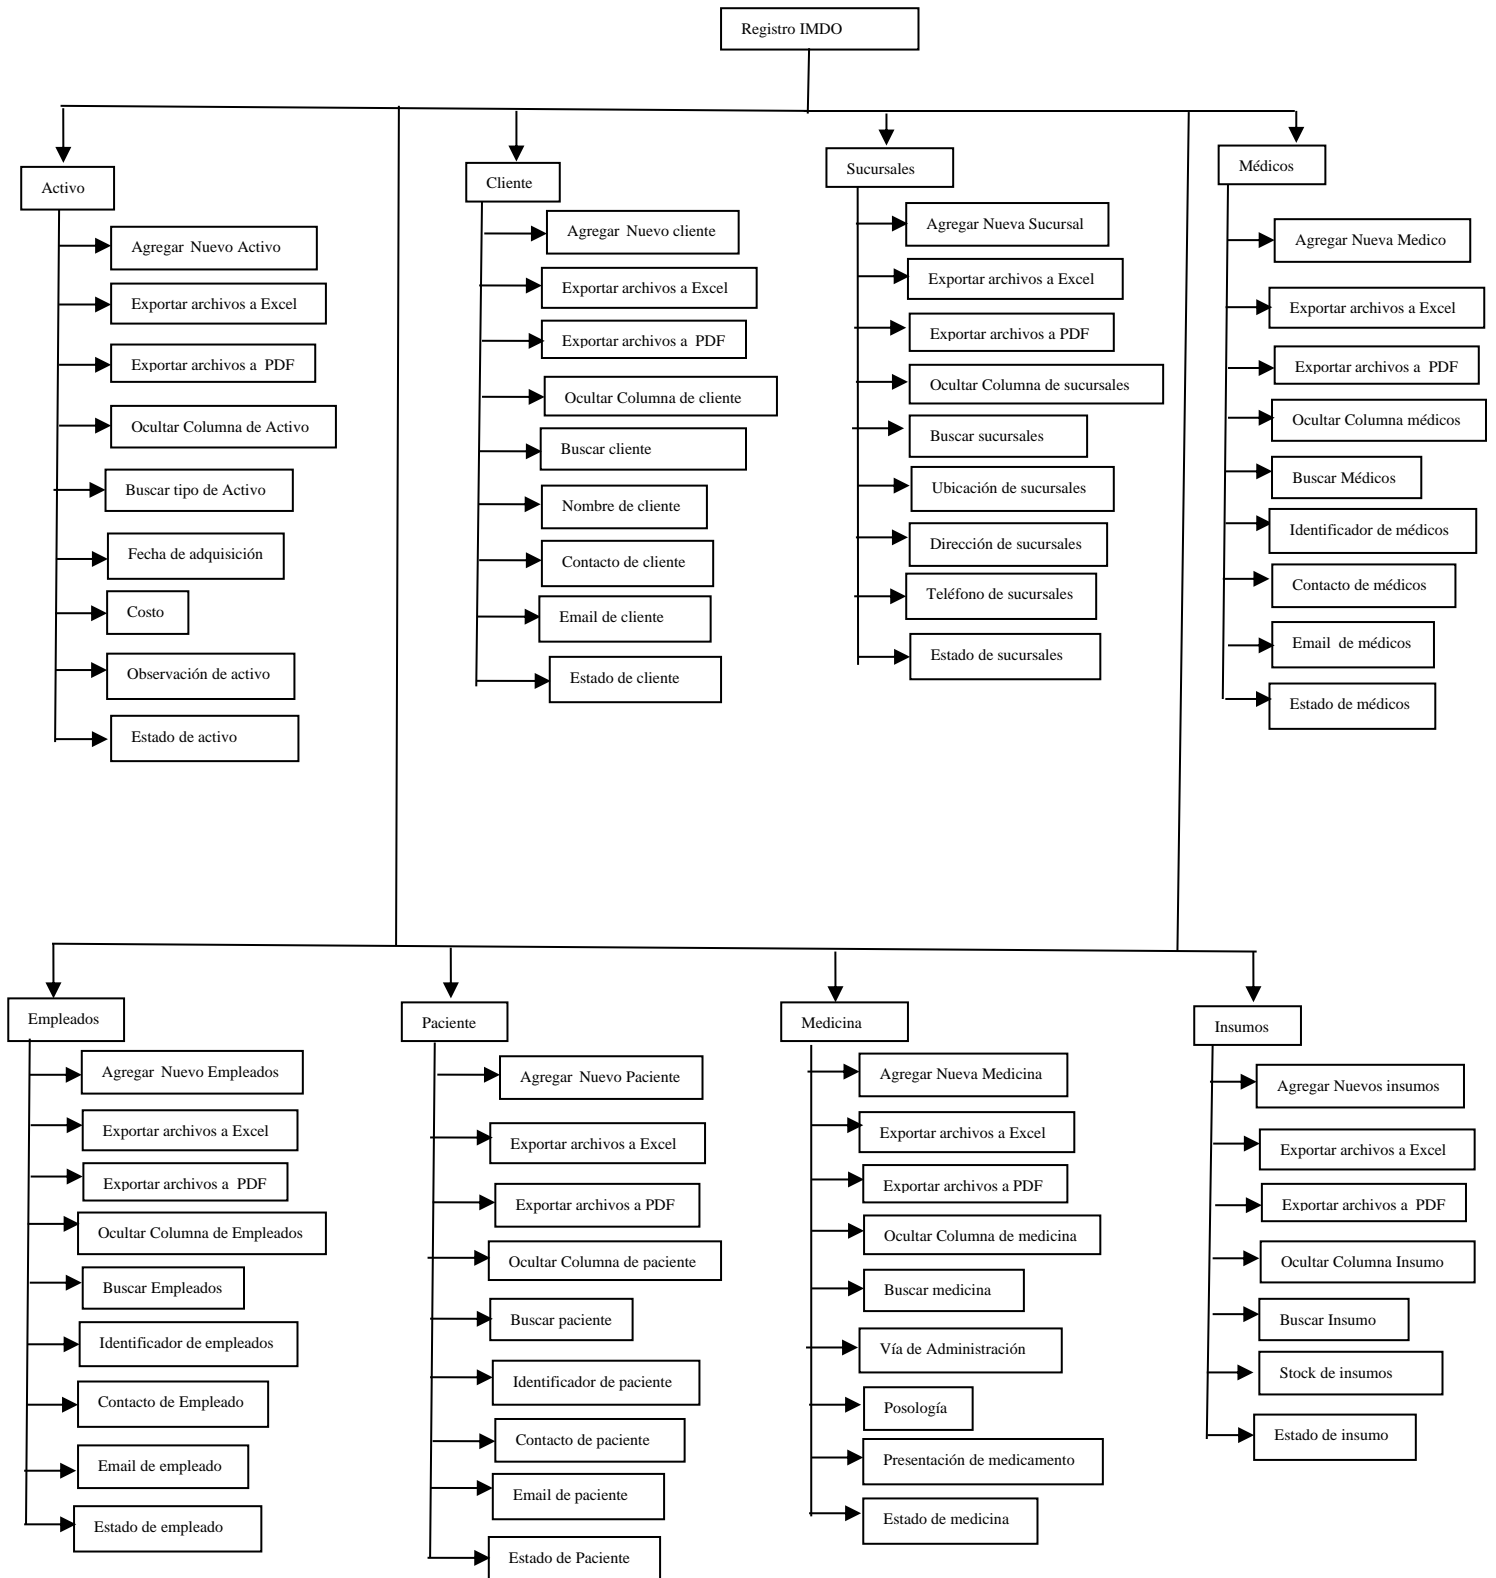 Registro IMDO
Activo
Agregar Nuevo Activo
Exportar archivos a Excel
Exportar archivos a PDF
Ocultar Columna de Activo
Buscar tipo de Activo
Fecha de adquisición
Costo
Observación de activo
Estado de activo
Cliente
Agregar Nuevo cliente
Exportar archivos a Excel
Exportar archivos a PDF
Ocultar Columna de cliente
Buscar cliente
Nombre de cliente
Contacto de cliente
Email de cliente
Estado de cliente
Sucursales
Agregar Nueva Sucursal
Exportar archivos a Excel
Exportar archivos a PDF
Ocultar Columna de sucursales
Buscar sucursales
Ubicación de sucursales
Dirección de sucursales
Teléfono de sucursales
Estado de sucursales
Médicos
Agregar Nueva Medico
Exportar archivos a Excel
Exportar archivos a PDF
Ocultar Columna médicos
Buscar Médicos
Identificador de médicos
Contacto de médicos
Email de médicos
Estado de médicos
Empleados
Agregar Nuevo Empleados
Exportar archivos a Excel
Exportar archivos a PDF
Ocultar Columna de Empleados
Buscar Empleados
Identificador de empleados
Contacto de Empleado
Email de empleado
Estado de empleado
Paciente
Agregar Nuevo Paciente
Exportar archivos a Excel
Exportar archivos a PDF
Ocultar Columna de paciente
Buscar paciente
Identificador de paciente
Contacto de paciente
Email de paciente
Estado de Paciente
Medicina
Agregar Nueva Medicina
Exportar archivos a Excel
Exportar archivos a PDF
Ocultar Columna de medicina
Buscar medicina
Vía de Administración
Posología
Presentación de medicamento
Estado de medicina
Insumos
Agregar Nuevos insumos
Exportar archivos a Excel
Exportar archivos a PDF
Ocultar Columna Insumo
Buscar Insumo
Stock de insumos
Estado de insumo